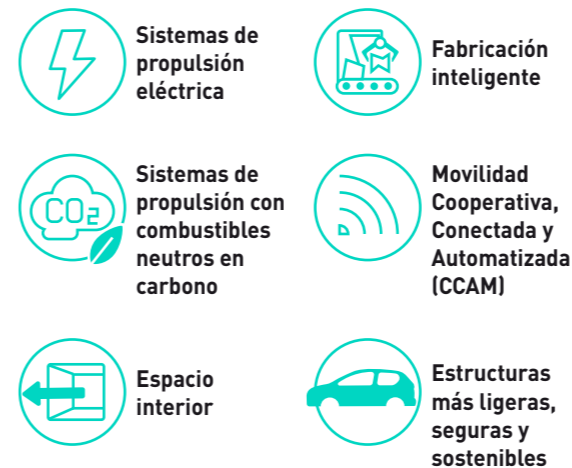 Sistemas de
propulsión
eléctrica
Fabricación
inteligente
CO2
Sistemas de
propulsión con
combustibles
neutros en
carbono
Movilidad
Cooperativa,
Conectada y
Automatizada
(CCAM)
Espacio
interior
Estructuras
más ligeras,
seguras y
sostenibles